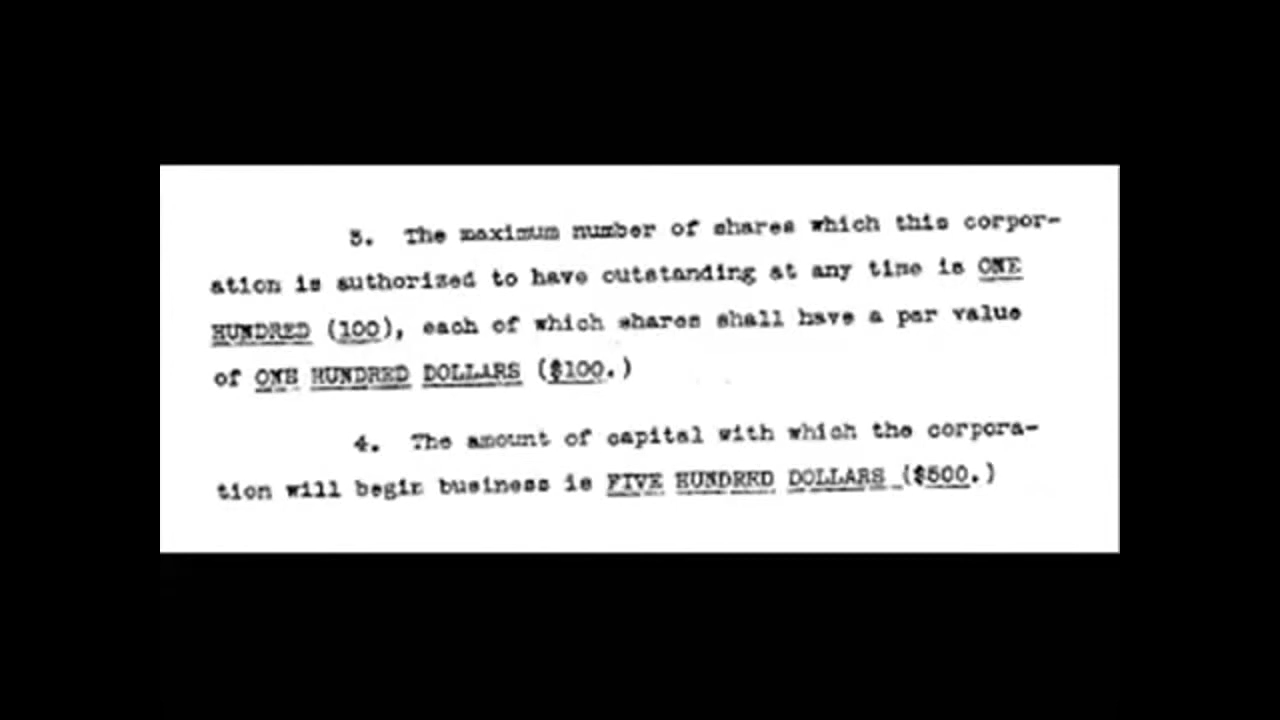 3. The maximum number of shares which this corpor-
ation is authorized to have outstanding at any time is ONE
HUNDRED (100), each of which shares shall have a par value
of ONE HUNDRED DOLLARS ($100.)
4. The amount of capital with which the corpora-
tion will begin business is FIVE HUNDRED DOLLARS ($500.)